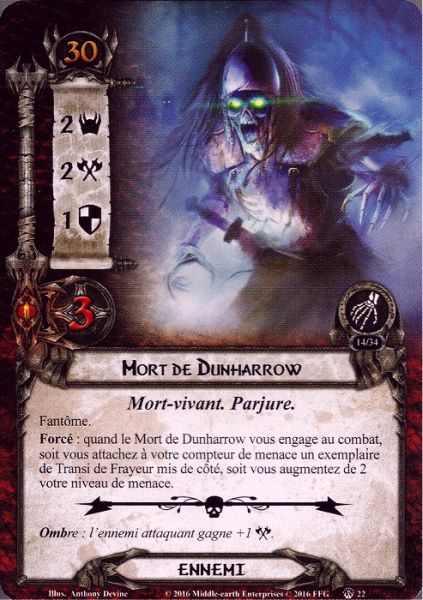 30
2
2
1
3
14/34
Mort de Dunharrow
Mort-vivant. Parjure.
Fantôme.
Forcé : quand le Mort de Dunharrow vous engage au combat,
soit vous attachez à votre compteur de menace un exemplaire
de Transi de Frayeur mis de côté, soit vous augmentez de 2
votre niveau de menace.
Ombre : l'ennemi attaquant gagne +1 .
ENNEMI
Illus. Anthony Devine © 2016 Middle-earth Enterprises © 2016 FFG 22